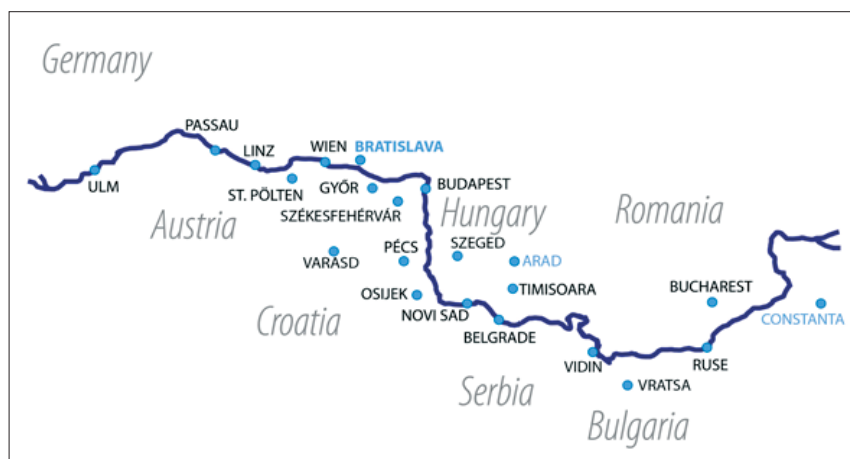 Germany
PASSAU
LINZ
WIEN
BRATISLAVA
ULM
ST. PÖLTEN
GYŐR
BUDAPEST
SZÉKESFEHÉRVÁR
Hungary
Romania
Austria
VARASD
PÉCS
SZEGED
ARAD
OSIJEK
TIMISOARA
BUCHAREST
Croatia
NOVI SAD
CONSTANTA
BELGRADE
VIDIN
RUSE
Serbia
VRATSA
Bulgaria